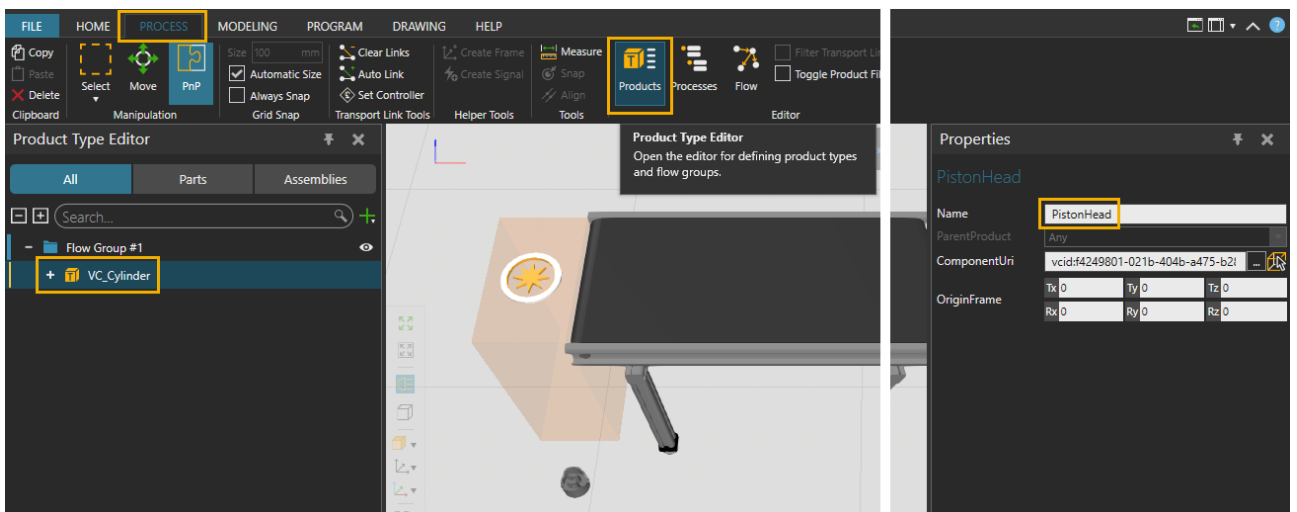 FILE HOME PROCESS MODELING PROGRAM DRAWING HELP
Copy
Paste
Delete
Clipboard
Select
Move
PnP
Manipulation
Size 100 mm
Automatic Size
Always Snap
Grid Snap
Clear Links
Auto Link
Set Controller
Transport Link Tools
Create Frame
Create Signal
Helper Tools
Measure
Snap
Align
Tools
Products
Processes
Flow
Filter Transport Li
Toggle Product Fil
Editor
Product Type Editor
All Parts Assemblies
Search...
Flow Group #1
VC_Cylinder
Product Type Editor
Open the editor for defining product types
and flow groups.
Properties
PistonHead
Name PistonHead
ParentProduct Any
ComponentUri vcid:f4249801-021b-404b-a475-b28 ...
OriginFrame
Tx 0 Ty 0 Tz 0
Rx 0 Ry 0 Rz 0